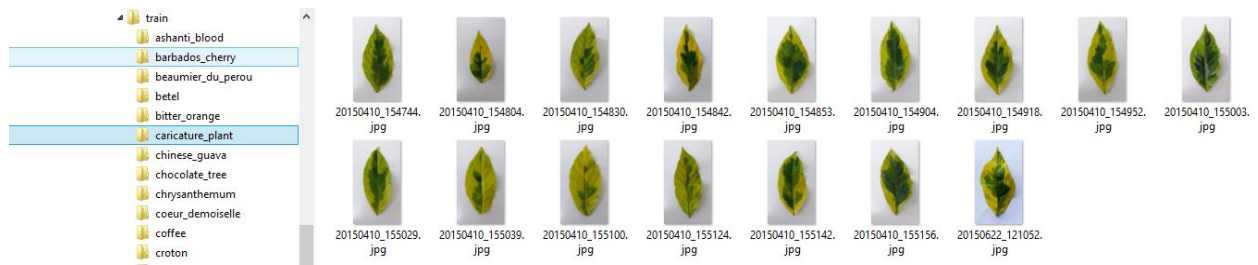 train
ashanti_blood
barbados_cherry
beaumier_du_perou
betel
bitter_orange
caricature_plant
chinese_guava
chocolate_tree
chrysanthemum
coeur_demoiselle
coffee
croton
20150410_154744.
jpg
20150410_154804.
jpg
20150410_154830.
jpg
20150410_154842.
jpg
20150410_154853.
jpg
20150410_154904.
jpg
20150410_154918.
jpg
20150410_154952.
jpg
20150410_155003.
jpg
20150410_155029.
jpg
20150410_155039.
jpg
20150410_155100.
jpg
20150410_155124.
jpg
20150410_155142.
jpg
20150410_155156.
jpg
20150622_121052.
jpg